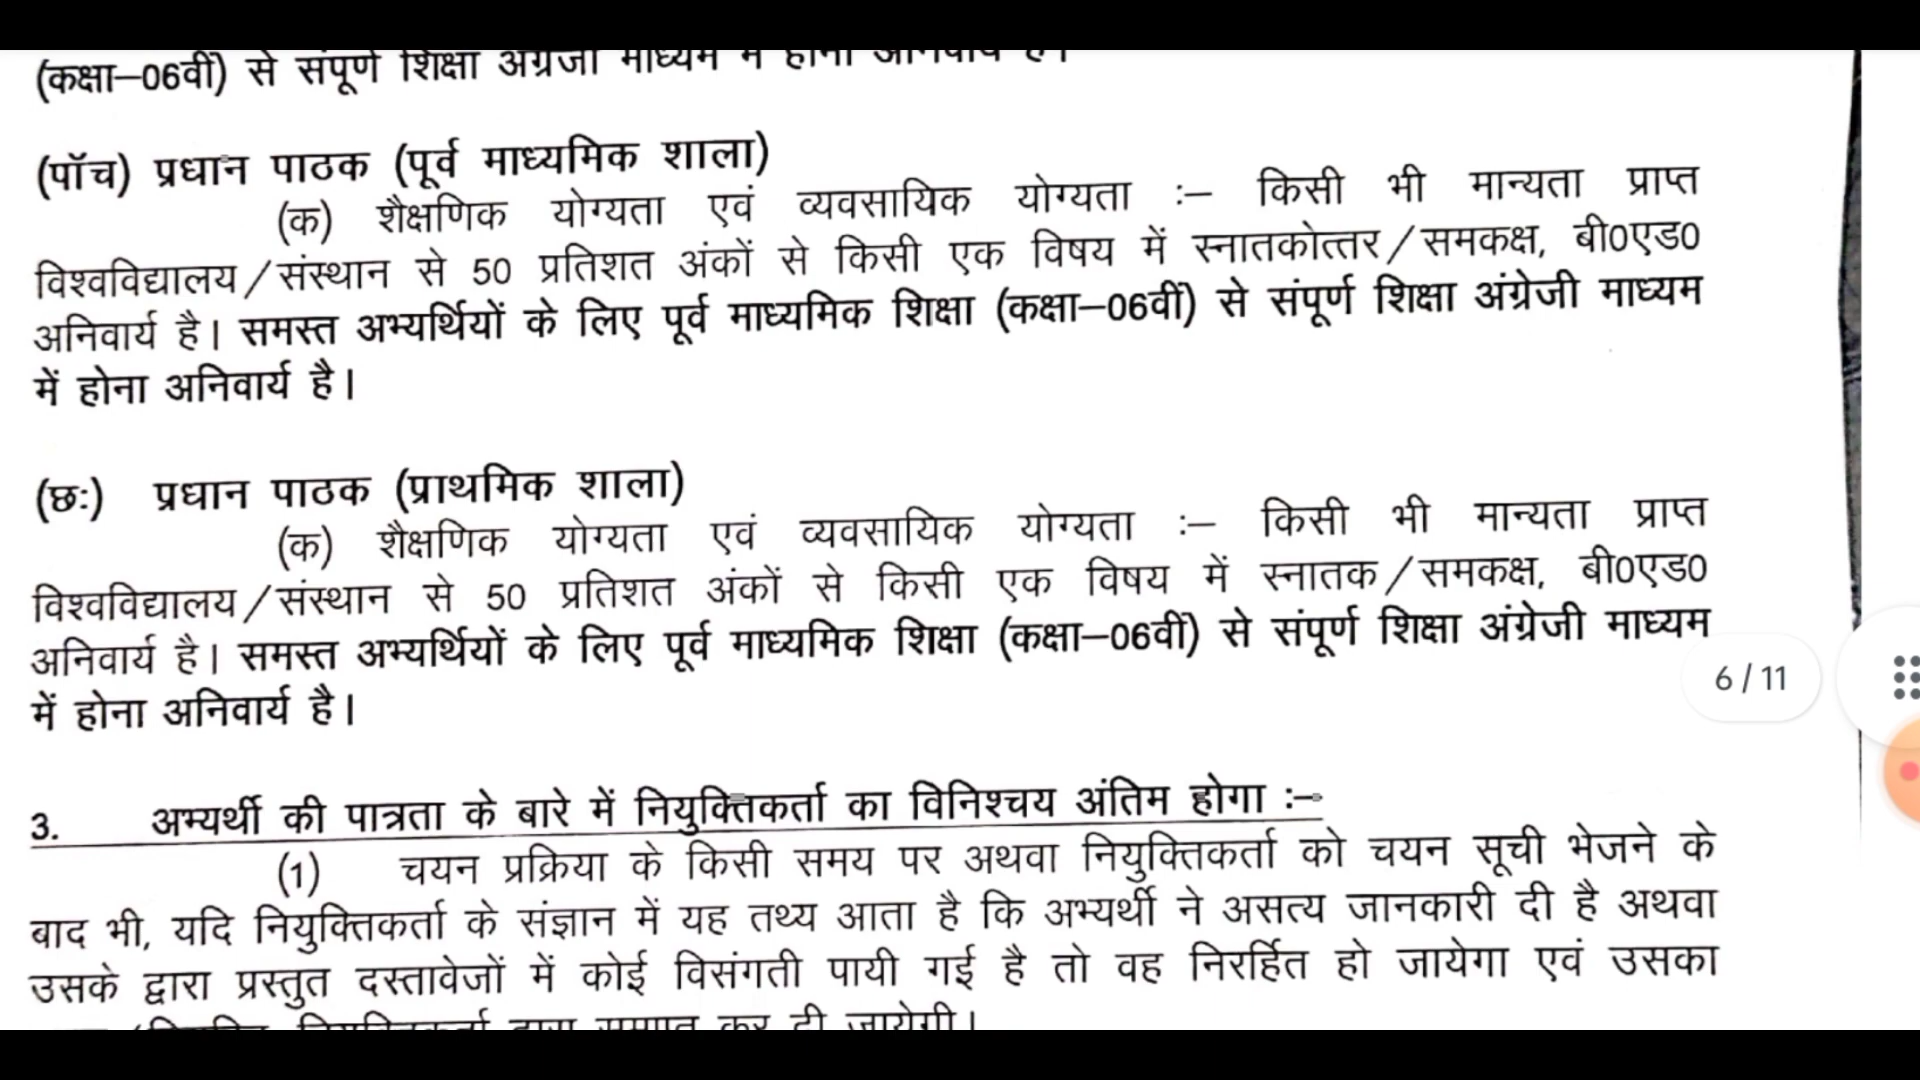 (कक्षा–06वीं) से संपूर्ण शिक्षा अंग्रेजी माध्यम में होना अनिवार्य है।
(पॉच) प्रधान पाठक (पूर्व माध्यमिक शाला)
(क) शैक्षणिक योग्यता एवं व्यवसायिक योग्यता :– किसी भी मान्यता प्राप्त
विश्वविद्यालय/संस्थान से 50 प्रतिशत अंकों से किसी एक विषय में स्नातकोत्तर/समकक्ष, बी0एड0
अनिवार्य है। समस्त अभ्यर्थियों के लिए पूर्व माध्यमिक शिक्षा (कक्षा–06वीं) से संपूर्ण शिक्षा अंग्रेजी माध्यम
में होना अनिवार्य है।
(छः) प्रधान पाठक (प्राथमिक शाला)
(क) शैक्षणिक योग्यता एवं व्यवसायिक योग्यता :– किसी भी मान्यता प्राप्त
विश्वविद्यालय/संस्थान से 50 प्रतिशत अंकों से किसी एक विषय में स्नातक/समकक्ष, बी0एड0
अनिवार्य है। समस्त अभ्यर्थियों के लिए पूर्व माध्यमिक शिक्षा (कक्षा–06वीं) से संपूर्ण शिक्षा अंग्रेजी माध्यम
में होना अनिवार्य है।
6 / 11
3. अभ्यर्थी की पात्रता के बारे में नियुक्तिकर्ता का विनिश्चय अंतिम होगा :–
(1) चयन प्रक्रिया के किसी समय पर अथवा नियुक्तिकर्ता को चयन सूची भेजने के
बाद भी, यदि नियुक्तिकर्ता के संज्ञान में यह तथ्य आता है कि अभ्यर्थी ने असत्य जानकारी दी है अथवा
उसके द्वारा प्रस्तुत दस्तावेजों में कोई विसंगती पायी गई है तो वह निरर्हित हो जायेगा एवं उसका
नियुक्तिकर्ता द्वारा समाप्त कर दी जायेगी।